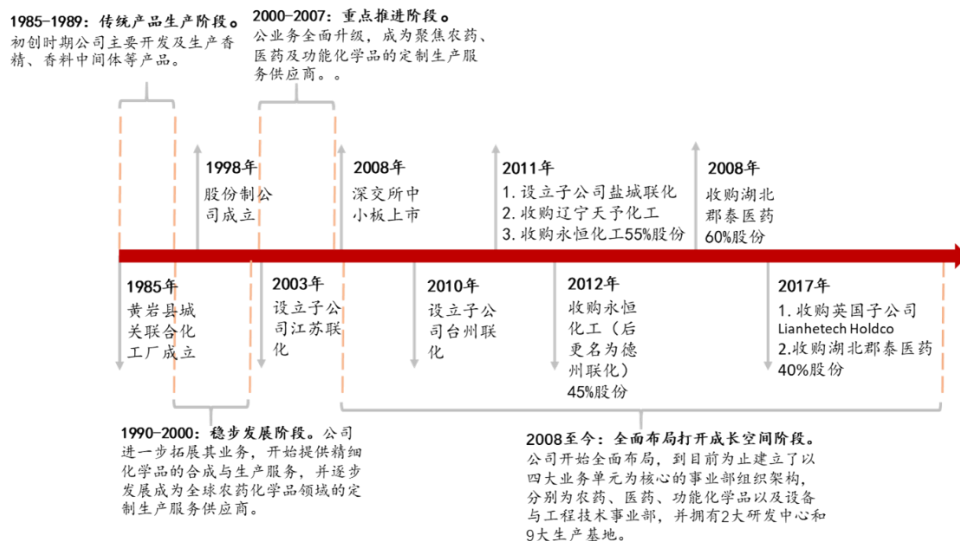 1985-1989：传统产品生产阶段。
初创时期公司主要开发及生产香
精、香料中间体等产品。
2000-2007：重点推进阶段。
公业务全面升级，成为聚焦农药、
医药及功能化学品的定制生产服
务供应商。。
1998年
股份制公
司成立
2008年
深交所中
小板上市
2011年
1. 设立子公司盐城联化
2. 收购辽宁天予化工
3. 收购永恒化工55%股份
2008年
收购湖北
郡泰医药
60%股份
1985年
黄岩县城
关联合化
工厂成立
2003年
设立子公
司江苏联
化
2010年
设立子公
司台州联
化
2012年
收购永恒
化工（后
更名为德
州联化）
45%股份
2017年
1. 收购英国子公司
Lianhetech Holdco
2.收购湖北郡泰医药
40%股份
1990-2000：稳步发展阶段。公司
进一步拓展其业务，开始提供精细
化学品的合成与生产服务，并逐步
发展成为全球农药化学品领域的定
制生产服务供应商。
2008至今：全面布局打开成长空间阶段。
公司开始全面布局，到目前为止建立了以
四大业务单元为核心的事业部组织架构，
分别为农药、医药、功能化学品以及设备
与工程技术事业部，并拥有2大研发中心和
9大生产基地。